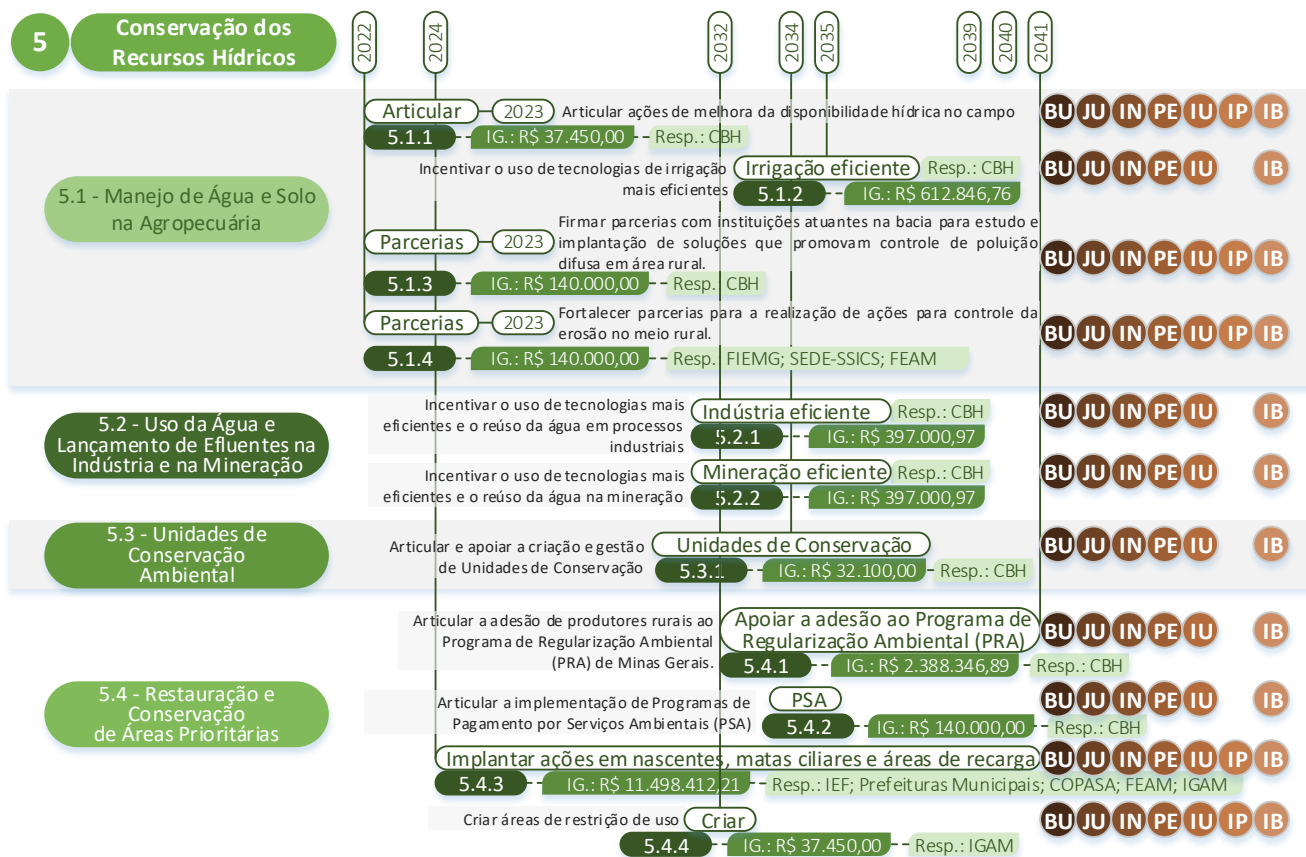 5
Conservação dos
Recursos Hídricos
2022
2024
2032
2034
2035
2039
2040
2041
5.1 - Manejo de Água e Solo
na Agropecuária
Articular
2023
Articular ações de melhora da disponibilidade hídrica no campo
5.1.1
IG.: R$ 37.450,00
Resp.: CBH
BU JU IN PE IU IP IB
Incentivar o uso de tecnologias de irrigação
mais eficientes
Irrigação eficiente
Resp.: CBH
5.1.2
IG.: R$ 612.846,76
BU JU IN PE IU IB
Parcerias
2023
Firmar parcerias com instituições atuantes na bacia para estudo e
implantação de soluções que promovam controle de poluição
difusa em área rural.
5.1.3
IG.: R$ 140.000,00
Resp.: CBH
BU JU IN PE IU IP IB
Parcerias
2023
Fortalecer parcerias para a realização de ações para controle da
erosão no meio rural.
5.1.4
IG.: R$ 140.000,00
Resp.: FIEMG; SEDE-SSICS; FEAM
BU JU IN PE IU IP IB
5.2 - Uso da Água e
Lançamento de Efluentes na
Indústria e na Mineração
Incentivar o uso de tecnologias mais
eficientes e o reúso da água em processos
industriais
Indústria eficiente
Resp.: CBH
5.2.1
IG.: R$ 397.000,97
BU JU IN PE IU IB
Incentivar o uso de tecnologias mais
eficientes e o reúso da água na mineração
Mineração eficiente
Resp.: CBH
5.2.2
IG.: R$ 397.000,97
BU JU IN PE IU IB
5.3 - Unidades de
Conservação
Ambiental
Articular e apoiar a criação e gestão
de Unidades de Conservação
Unidades de Conservação
5.3.1
IG.: R$ 32.100,00
Resp.: CBH
BU JU IN PE IU IB
5.4 - Restauração e
Conservação
de Áreas Prioritárias
Articular a adesão de produtores rurais ao
Programa de Regularização Ambiental
(PRA) de Minas Gerais.
Apoiar a adesão ao Programa de
Regularização Ambiental (PRA)
5.4.1
IG.: R$ 2.388.346,89
Resp.: CBH
BU JU IN PE IU IB
Articular a implementação de Programas de
Pagamento por Serviços Ambientais (PSA)
PSA
5.4.2
IG.: R$ 140.000,00
Resp.: CBH
BU JU IN PE IU IB
Implantar ações em nascentes, matas ciliares e áreas de recarga
5.4.3
IG.: R$ 11.498.412,21
Resp.: IEF; Prefeituras Municipais; COPASA; FEAM; IGAM
BU JU IN PE IU IP IB
Criar áreas de restrição de uso
Criar
5.4.4
IG.: R$ 37.450,00
Resp.: IGAM
BU JU IN PE IU IP IB